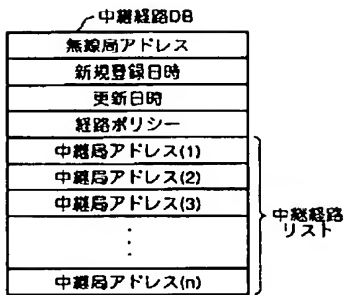 中継経路DB
無線局アドレス
新規登録日時
更新日時
経路ポリシー
中継局アドレス(1)
中継局アドレス(2)
中継局アドレス(3)
中継局アドレス(n)
中継経路
リスト